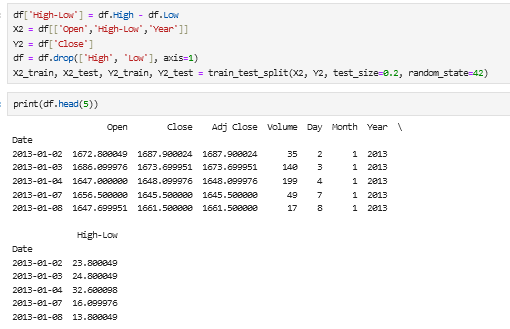 df['High-Low'] = df.High - df.Low
X2 = df[['Open','High-Low','Year']]
Y2 = df['Close']
df = df.drop(['High', 'Low'], axis=1)
X2_train, X2_test, Y2_train, Y2_test = train_test_split(X2, Y2, test_size=0.2, random_state=42)
print(df.head(5))
Open Close Adj Close Volume Day Month Year \
Date
2013-01-02 1672.800049 1687.900024 1687.900024 35 2 1 2013
2013-01-03 1686.099976 1673.699951 1673.699951 140 3 1 2013
2013-01-04 1647.000000 1648.099976 1648.099976 199 4 1 2013
2013-01-07 1656.500000 1645.500000 1645.500000 49 7 1 2013
2013-01-08 1647.699951 1661.500000 1661.500000 17 8 1 2013
High-Low
Date
2013-01-02 23.800049
2013-01-03 24.800049
2013-01-04 32.600098
2013-01-07 16.099976
2013-01-08 13.800049